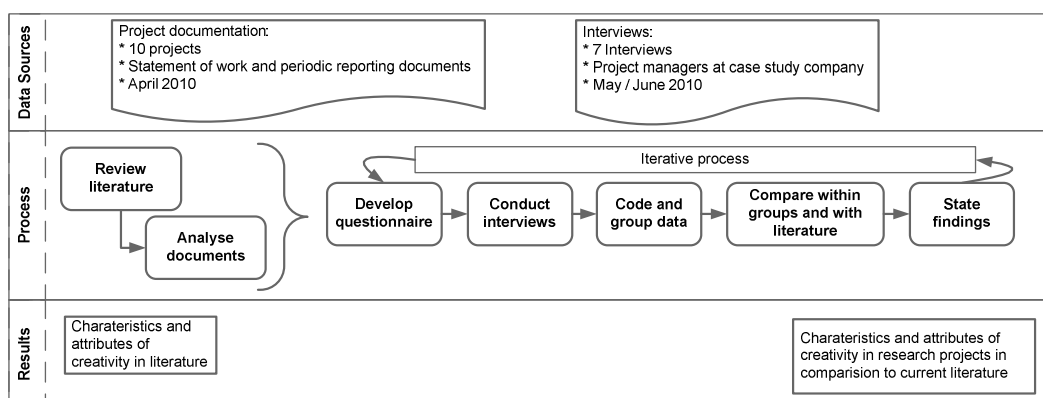 Data Sources
Project documentation:
* 10 projects
* Statement of work and periodic reporting documents
* April 2010
Interviews:
* 7 Interviews
* Project managers at case study company
* May / June 2010
Process
Review
literature
Analyse
documents
Iterative process
Develop
questionnaire
Conduct
interviews
Code and
group data
Compare within
groups and with
literature
State
findings
Results
Charateristics and
attributes of
creativity in literature
Charateristics and attributes of
creativity in research projects in
comparision to current literature